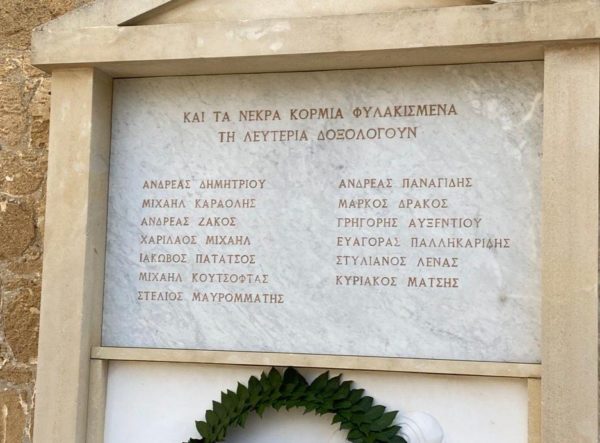 ΚΑΙ ΤΑ ΝΕΚΡΑ ΚΟΡΜΙΑ ΦΥΛΑΚΙΣΜΕΝΑ
ΤΗ ΛΕΥΤΕΡΙΑ ΔΟΞΟΛΟΓΟΥΝ
ΑΝΔΡΕΑΣ ΔΗΜΗΤΡΙΟΥ
ΜΙΧΑΗΛ ΚΑΡΑΟΛΗΣ
ΑΝΔΡΕΑΣ ΖΑΚΟΣ
ΧΑΡΙΛΑΟΣ ΜΙΧΑΗΛ
ΙΑΚΩΒΟΣ ΠΑΤΑΤΣΟΣ
ΜΙΧΑΗΛ ΚΟΥΤΣΟΦΤΑΣ
ΣΤΕΛΙΟΣ ΜΑΥΡΟΜΜΑΤΗΣ
ΑΝΔΡΕΑΣ ΠΑΝΑΓΙΔΗΣ
ΜΑΡΚΟΣ ΔΡΑΚΟΣ
ΓΡΗΓΟΡΗΣ ΑΥΞΕΝΤΙΟΥ
ΕΥΑΓΟΡΑΣ ΠΑΛΛΗΚΑΡΙΔΗΣ
ΣΤΥΛΙΑΝΟΣ ΛΕΝΑΣ
ΚΥΡΙΑΚΟΣ ΜΑΤΣΗΣ